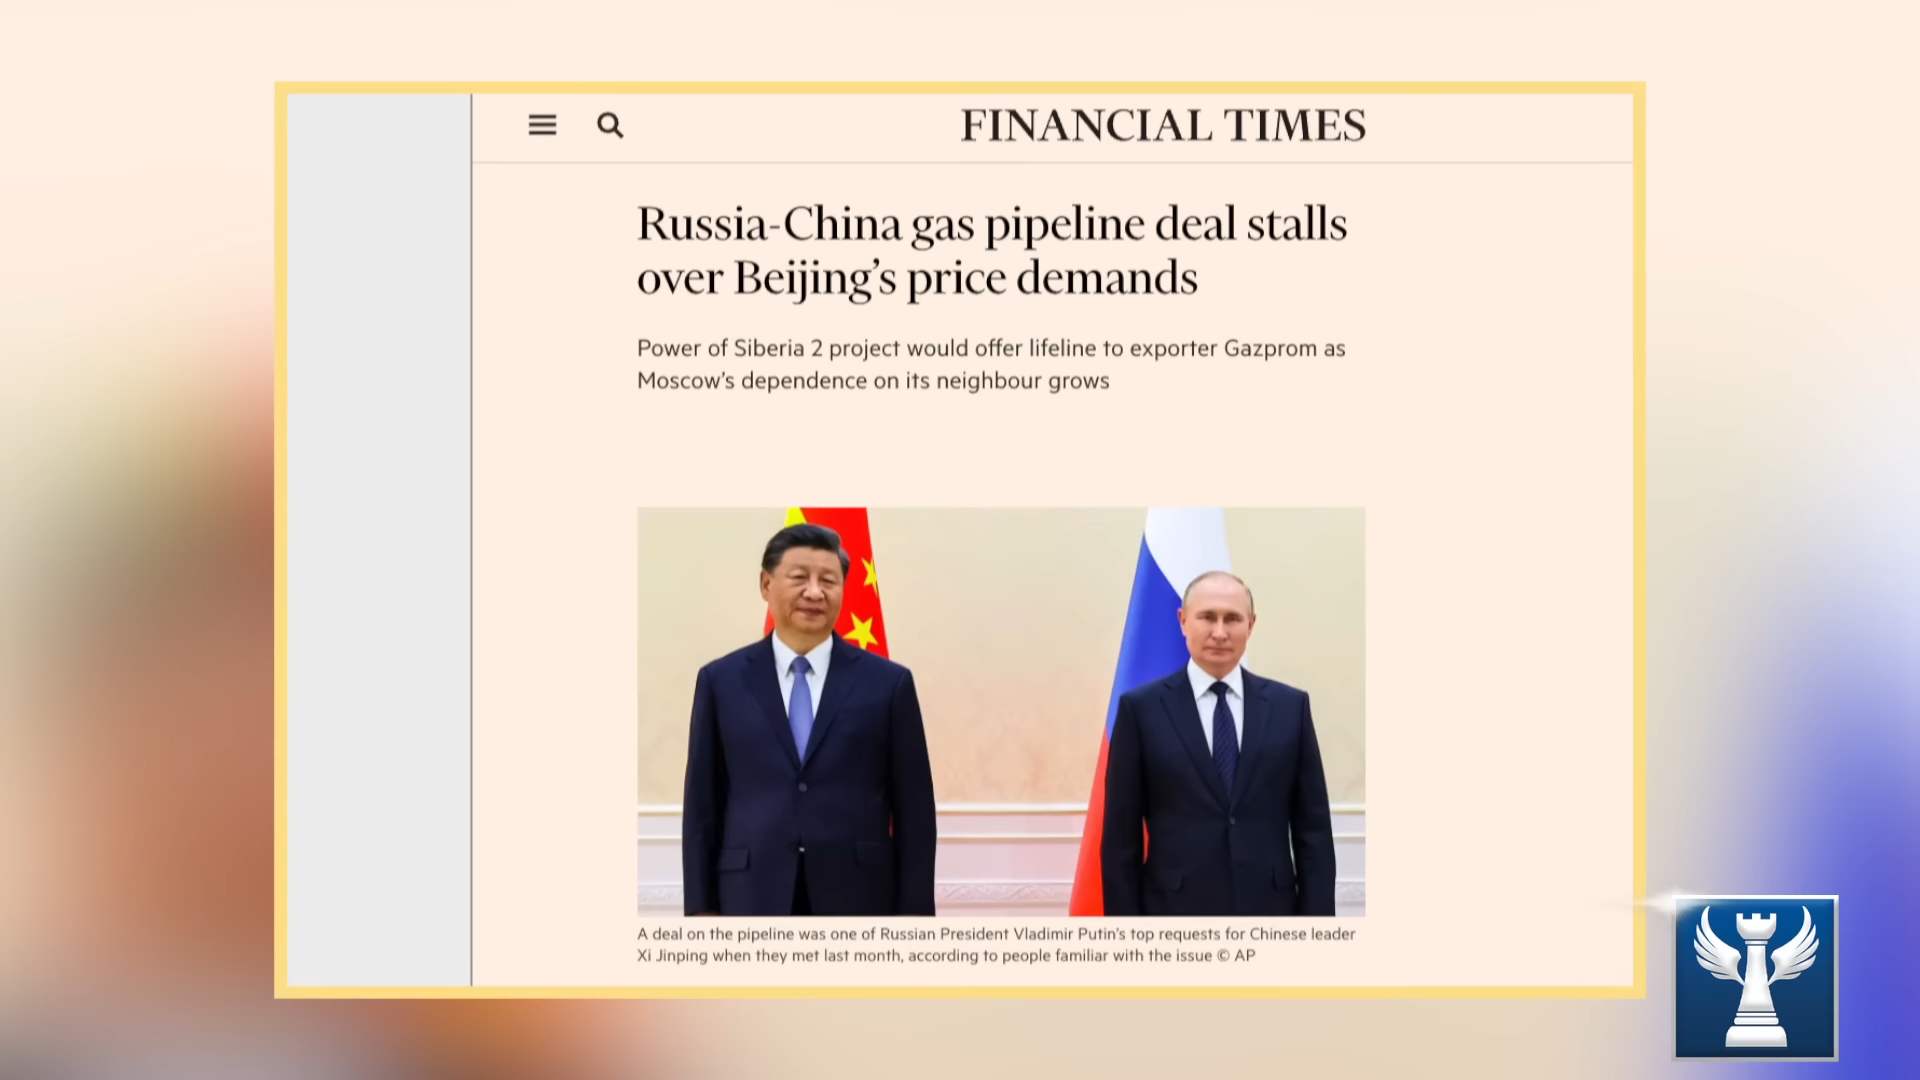 FINANCIAL TIMES
Russia-China gas pipeline deal stalls
over Beijing’s price demands
Power of Siberia 2 project would offer lifeline to exporter Gazprom as
Moscow’s dependence on its neighbour grows
A deal on the pipeline was one of Russian President Vladimir Putin’s top requests for Chinese leader
Xi Jinping when they met last month, according to people familiar with the issue © AP